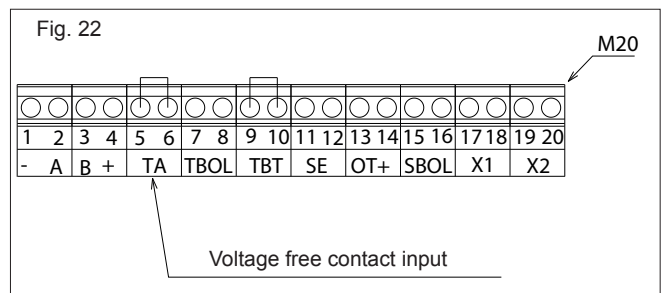 Fig. 22
M20
1 2 3 4 5 6 7 8 9 10 11 12 13 14 15 16 17 18 19 20
- A B + TA TBOL TBT SE OT+ SBOL X1 X2
Voltage free contact input